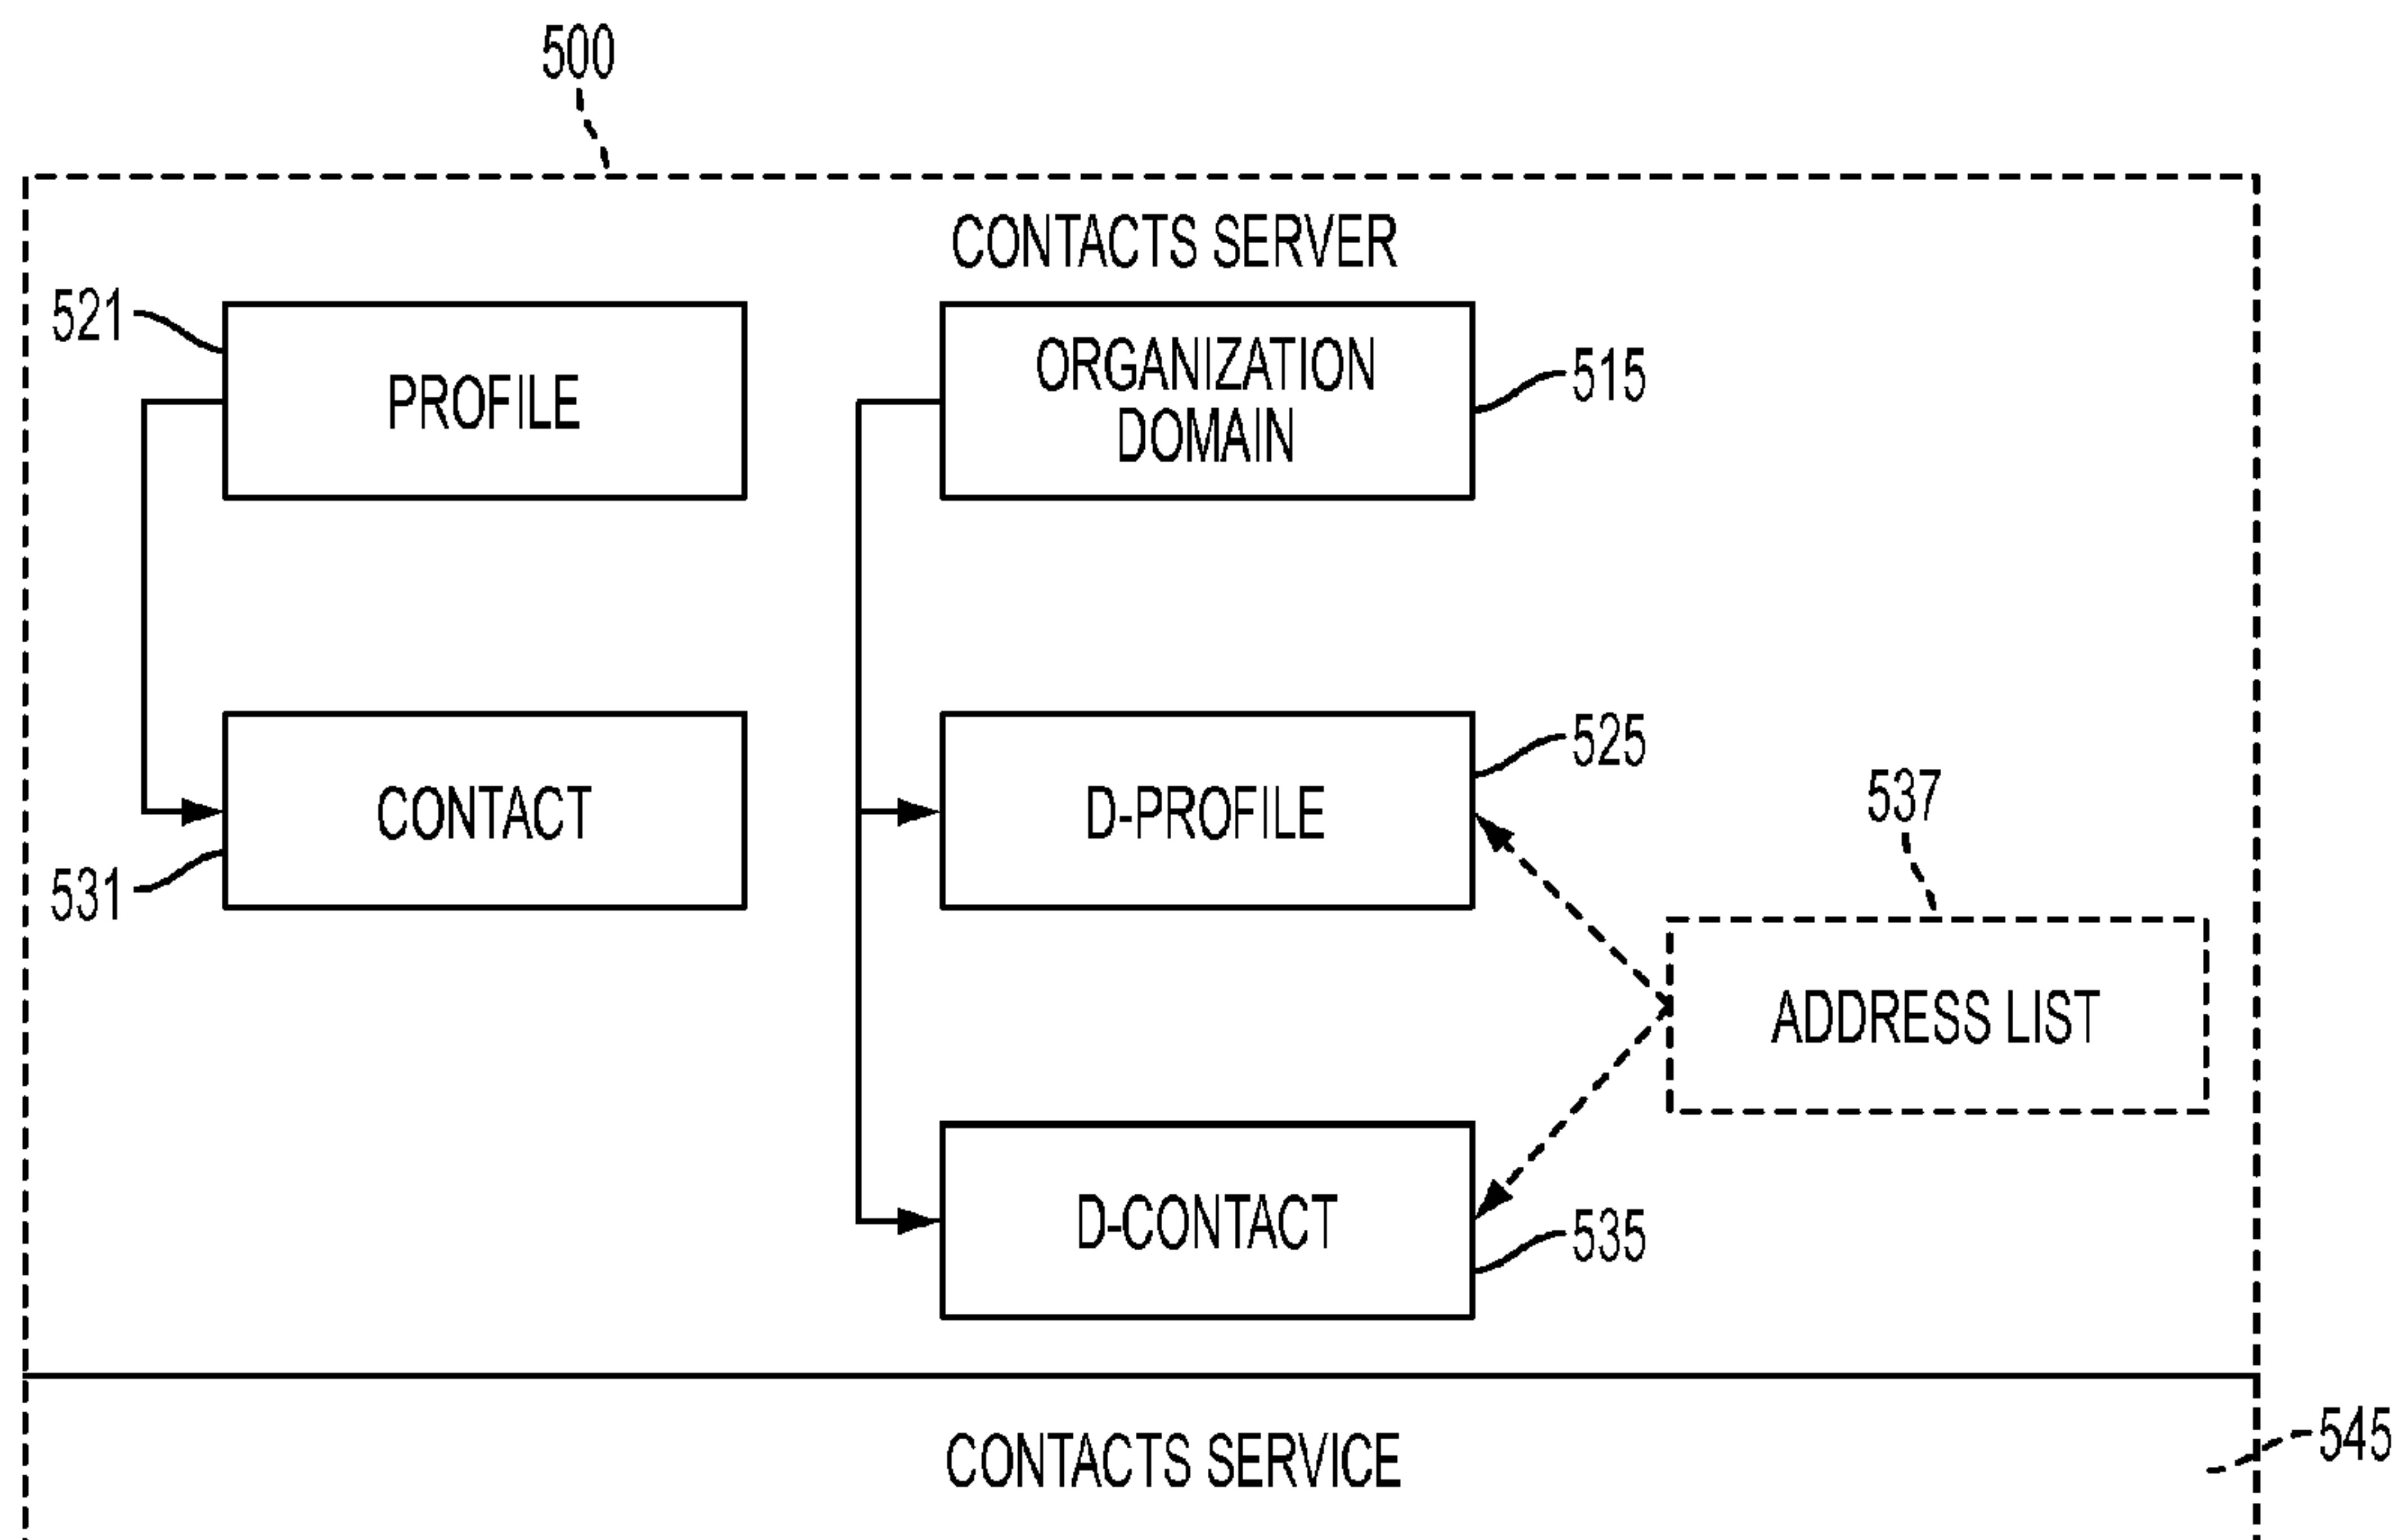 500
CONTACTS SERVER
521
PROFILE
ORGANIZATION
DOMAIN
515
CONTACT
531
D-PROFILE
525
537
ADDRESS LIST
D-CONTACT
535
CONTACTS SERVICE
545